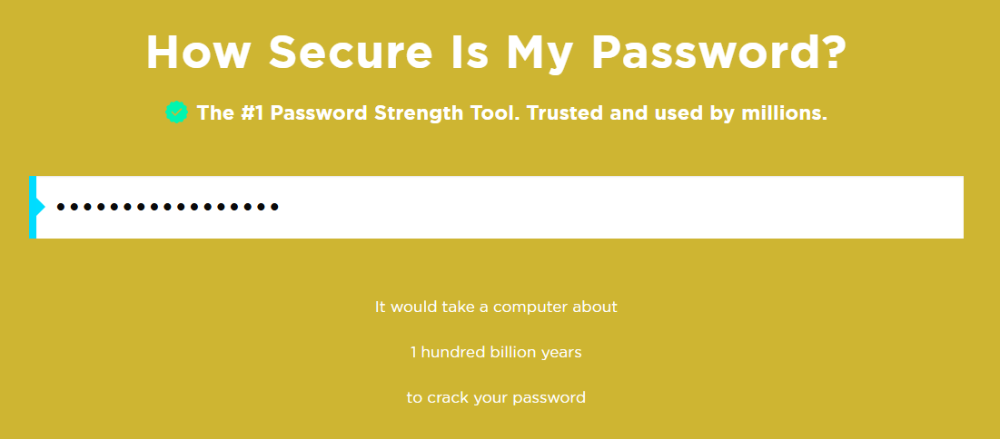 How Secure Is My Password?
The #1 Password Strength Tool. Trusted and used by millions.
•••••••••••••••••
It would take a computer about
1 hundred billion years
to crack your password